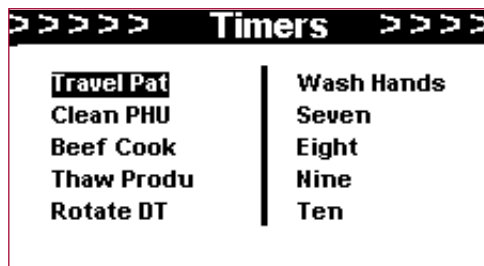 >>>>> Timers >>>>
Travel Pat
Clean PHU
Beef Cook
Thaw Produ
Rotate DT
Wash Hands
Seven
Eight
Nine
Ten